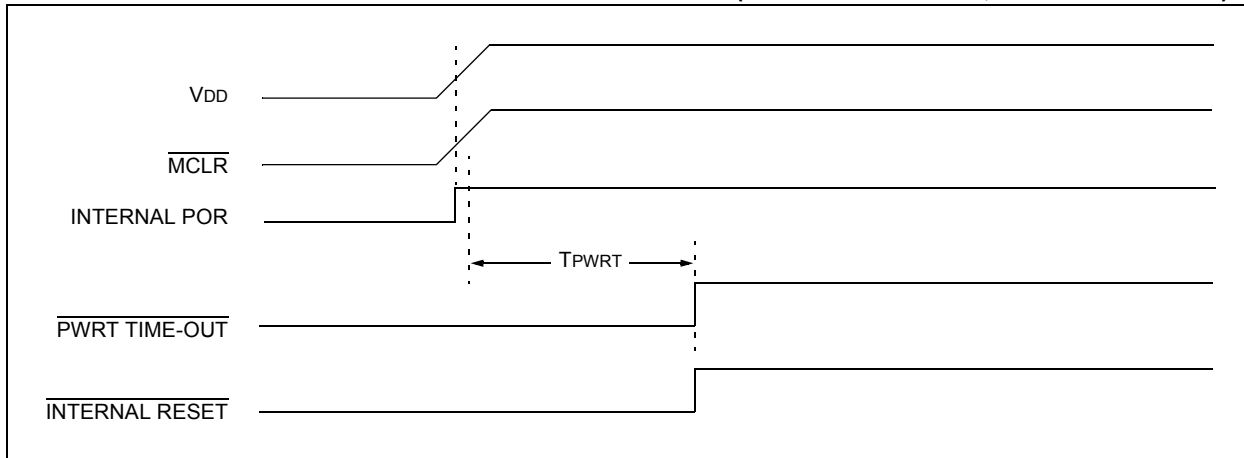 VDD
MCLR
INTERNAL POR
TPWRT
PWRT TIME-OUT
INTERNAL RESET